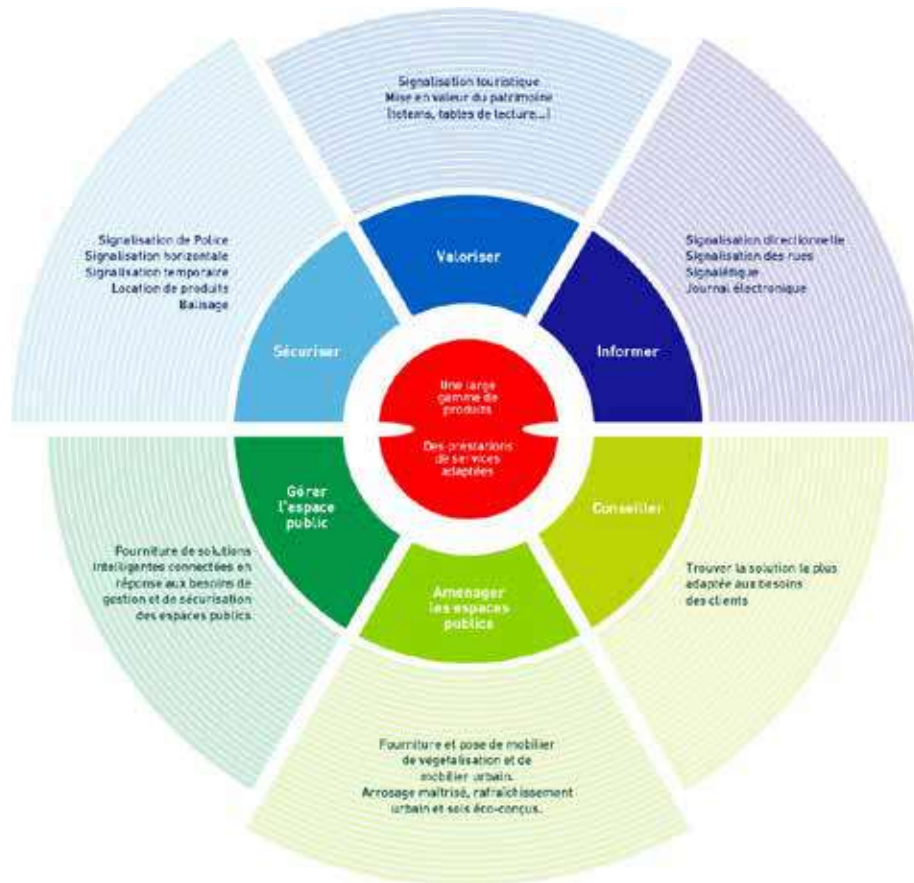 Signalisation touristique
Mise en valeur du patrimoine
(totems, tables de lecture...)
Valoriser
Signalisation de Police
Signalisation horizontale
Signalisation temporaire
Location de produits
Balisage
Sécuriser
Signalisation directionnelle
Signalisation des rues
Signalétique
Journal électronique
Informer
Une large
gamme de
produits
Des prestations
de services
adaptées
Gérer
l'espace
public
Fourniture de solutions
intelligentes connectées en
réponse aux besoins de
gestion et de sécurisation
des espaces publics
Conseiller
Trouver la solution la plus
adaptée aux besoins
des clients
Aménager
les espaces
publics
Fourniture et pose de mobilier
de végétalisation et de
mobilier urbain.
Arrosage maîtrisé, rafraîchissement
urbain et sols éco-conçus.